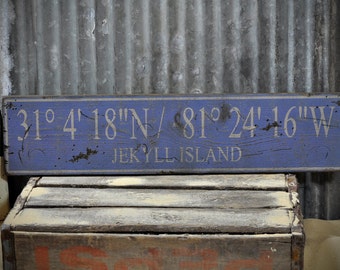 31° 4' 18"N/ 81° 24' 16"W
JEKYLL ISLAND